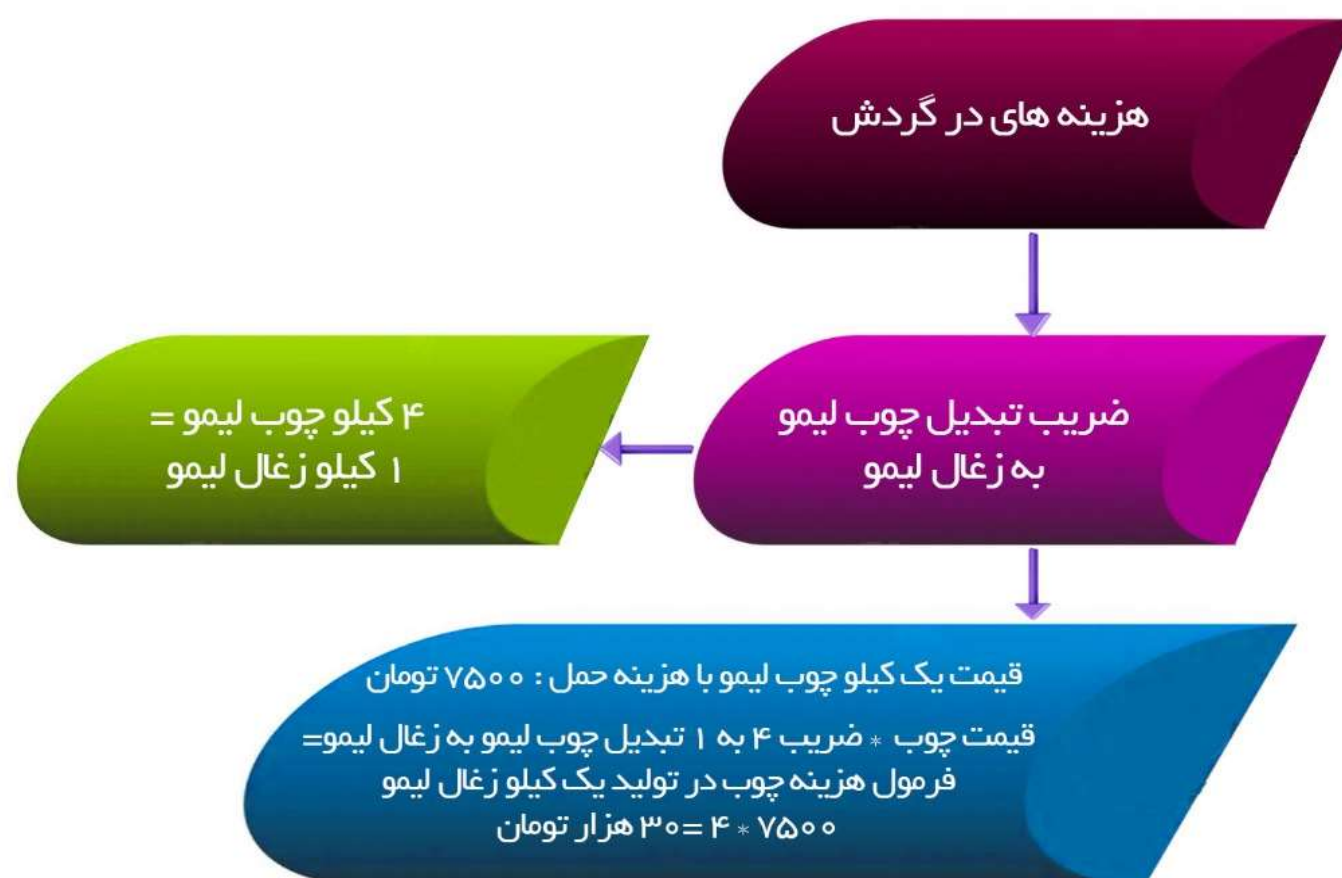 هزینه های در گردش
ضریب تبدیل چوب لیمو
به زغال لیمو
۴ کیلو چوب لیمو =
۱ کیلو زغال لیمو
قیمت یک کیلو چوب لیمو با هزینه حمل : ۷۵۰۰ تومان
قیمت چوب * ضریب ۴ به ۱ تبدیل چوب لیمو به زغال لیمو=
فرمول هزینه چوب در تولید یک کیلو زغال لیمو
۷۵۰۰ * ۴ =۳۰ هزار تومان